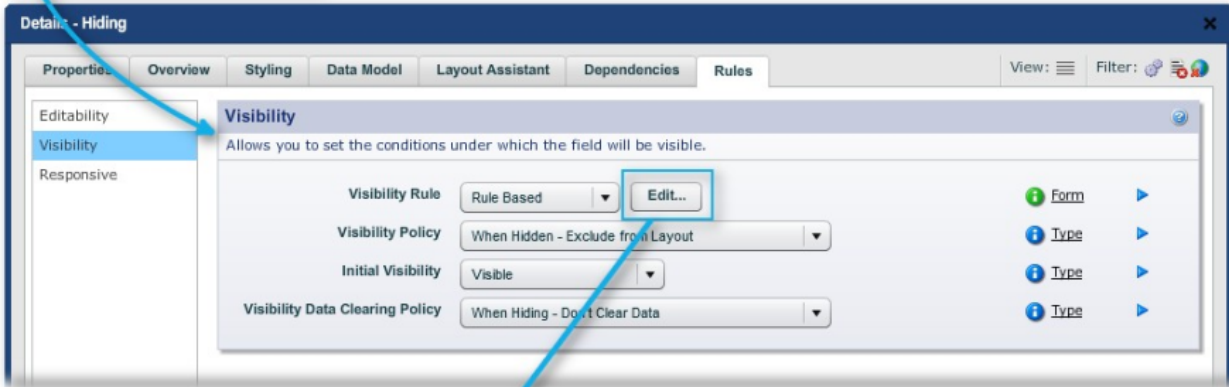 Details - Hiding
Properties Overview Styling Data Model Layout Assistant Dependencies Rules View: Filter:
Editability
Visibility
Responsive
Visibility
Allows you to set the conditions under which the field will be visible.
Visibility Rule Rule Based Edit... Form
Visibility Policy When Hidden - Exclude from Layout Type
Initial Visibility Visible Type
Visibility Data Clearing Policy When Hiding - Don't Clear Data Type